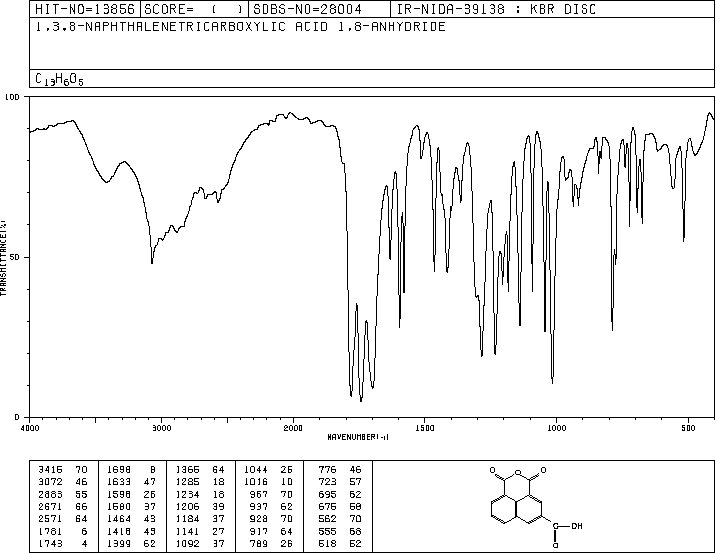 HIT-NO=13856 SCORE= ( ) SDBS-NO=28004 IR-NIDA-39138 : KBR DISC
1,3,8-NAPHTHALENETRICARBOXYLIC ACID 1,8-ANHYDRIDE
C13H6O5
100
50
0
TRANSMITTANCE(%)
4000 3000 2000 1500 1000 500
WAVENUMBER(-1)
3415 70 1698 8 1366 64 1044 25 776 46
3072 46 1633 47 1285 18 1016 10 723 57
2883 55 1598 26 1234 18 967 70 695 62
2671 66 1580 37 1206 39 937 62 675 58
2571 64 1464 43 1184 37 928 70 562 70
1781 6 1418 43 1141 27 917 64 555 68
1743 4 1399 62 1092 37 789 26 518 52
O O O
C OH
O